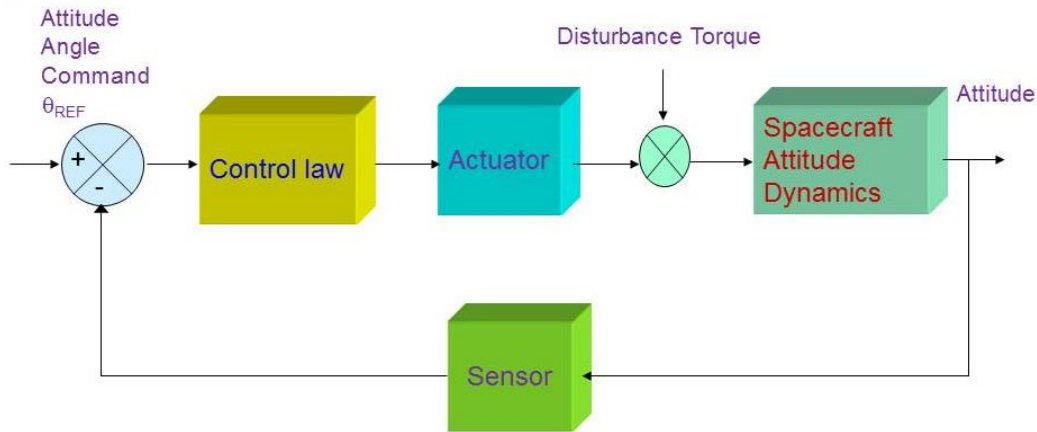 Attitude
Angle
Command
θREF
Disturbance Torque
Attitude
+
-
Control law
Actuator
Spacecraft
Attitude
Dynamics
Sensor